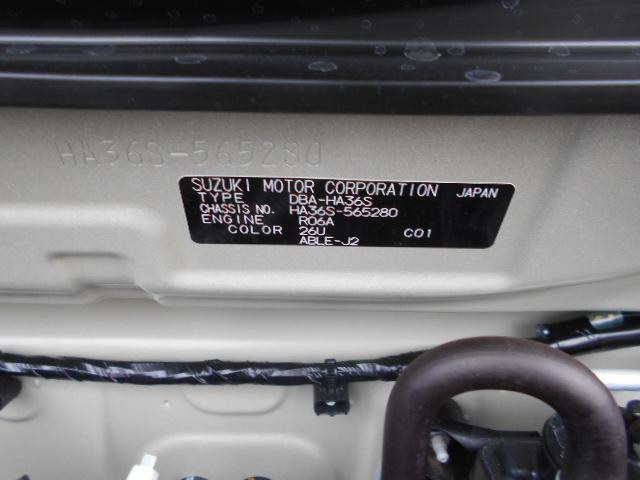 HA36S-565280
SUZUKI MOTOR CORPORATION JAPAN
TYPE DBA-HA36S
CHASSIS NO. HA36S-565280
ENGINE R06A
COLOR 26U C01
ABLE-J2